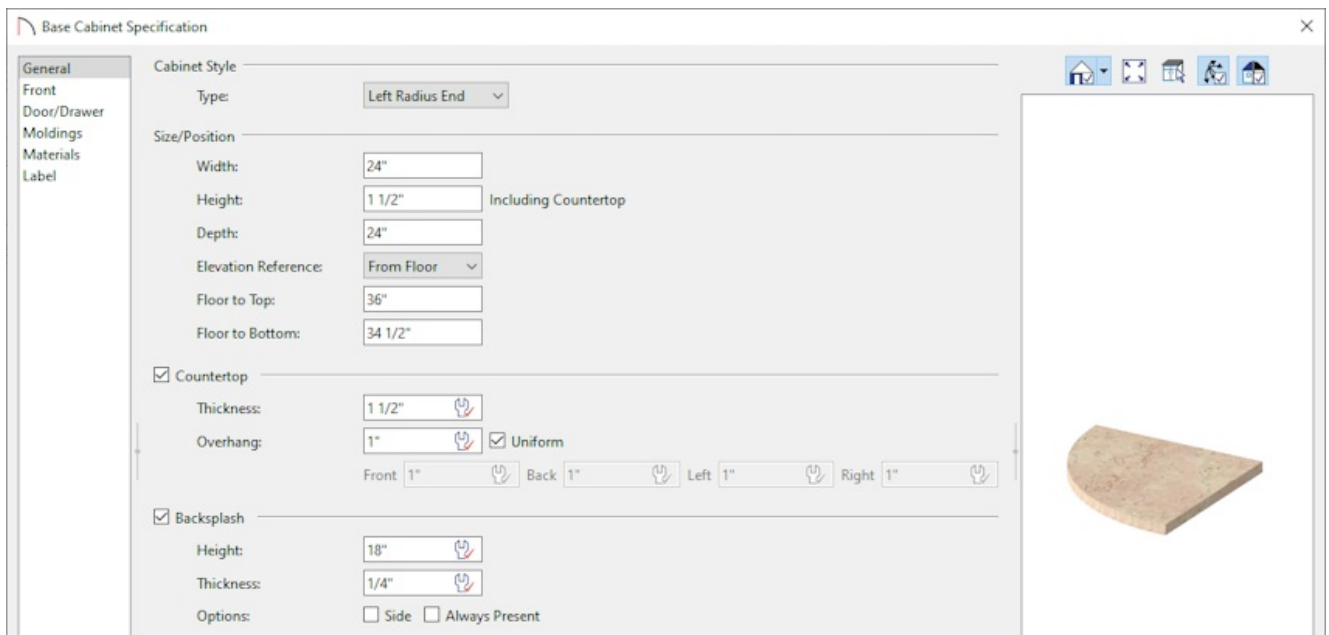 Base Cabinet Specification
General
Front
Door/Drawer
Moldings
Materials
Label
Cabinet Style
Type: Left Radius End
Size/Position
Width: 24"
Height: 1 1/2" Including Countertop
Depth: 24"
Elevation Reference: From Floor
Floor to Top: 36"
Floor to Bottom: 34 1/2"
Countertop
Thickness: 1 1/2"
Overhang: 1" Uniform
Front 1" Back 1" Left 1" Right 1"
Backsplash
Height: 18"
Thickness: 1/4"
Options: Side Always Present